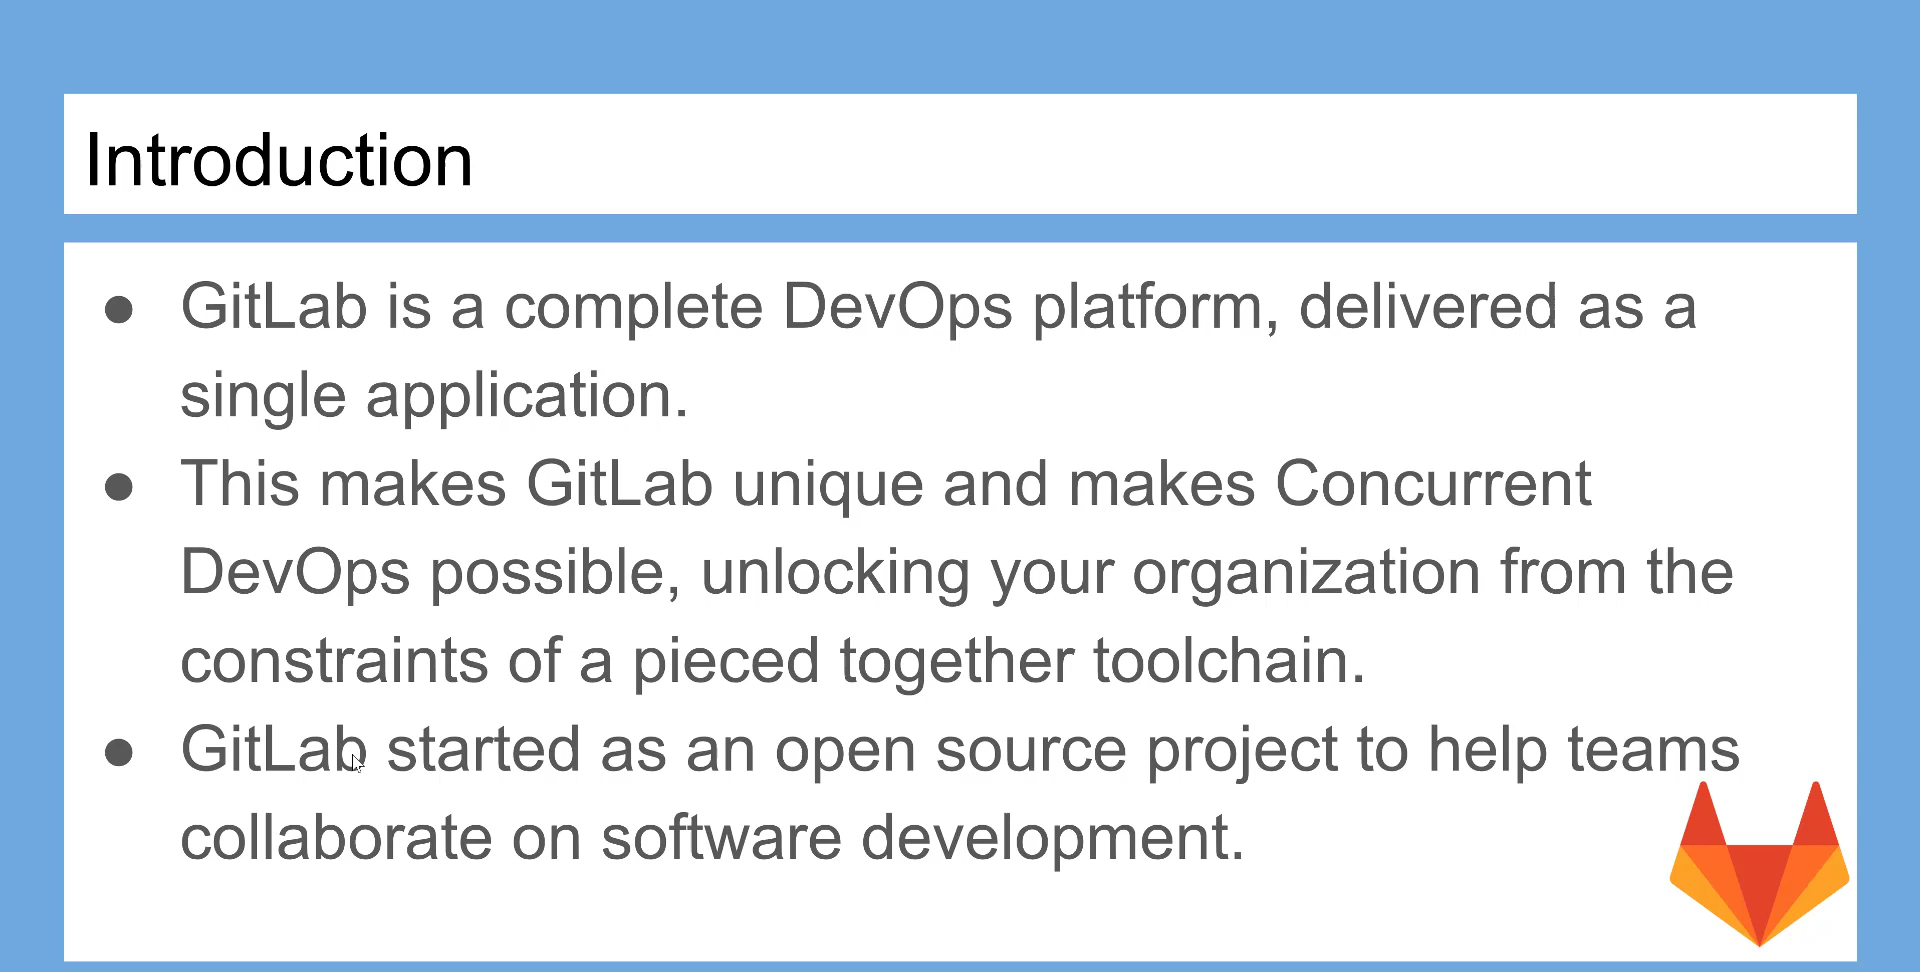 Introduction
● GitLab is a complete DevOps platform, delivered as a
single application.
● This makes GitLab unique and makes Concurrent
DevOps possible, unlocking your organization from the
constraints of a pieced together toolchain.
● GitLab started as an open source project to help teams
collaborate on software development.